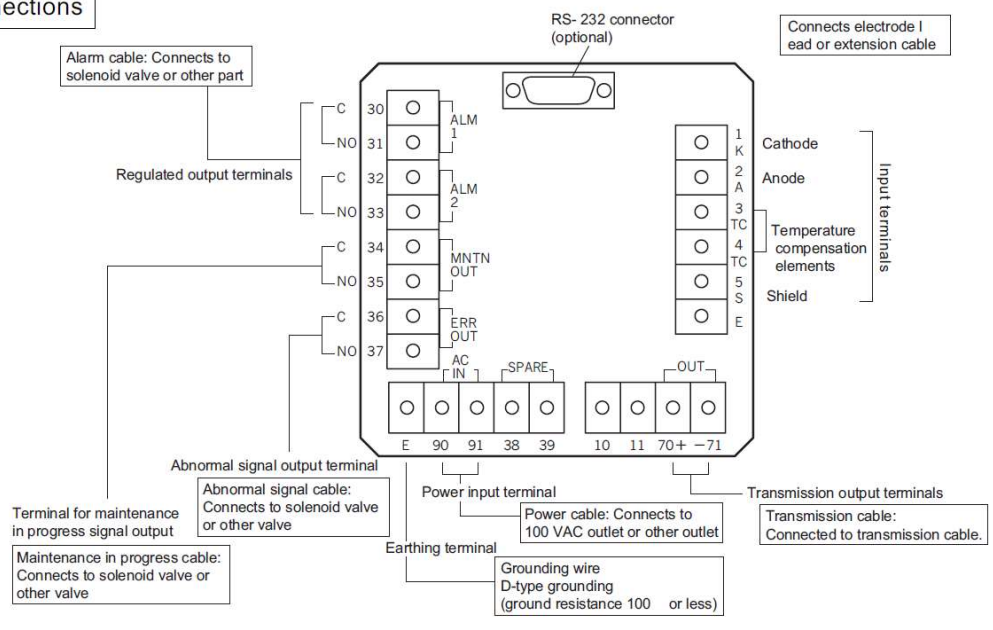 RS- 232 connector
(optional)
Connects electrode l
ead or extension cable
Alarm cable: Connects to
solenoid valve or other part
C 30
ALM
1
NO 31
Regulated output terminals
C 32
ALM
2
NO 33
C 34
MNTN
OUT
NO 35
C 36
ERR
OUT
NO 37
1
K
Cathode
2
A
Anode
3
TC
4
TC
Temperature
compensation
elements
5
S
Shield
E
Input terminals
AC
IN
SPARE
OUT
E 90 91 38 39 10 11 70+ −71
Abnormal signal output terminal
Abnormal signal cable:
Connects to solenoid valve
or other valve
Power input terminal
Power cable: Connects to
100 VAC outlet or other outlet
Transmission output terminals
Transmission cable:
Connected to transmission cable.
Terminal for maintenance
in progress signal output
Maintenance in progress cable:
Connects to solenoid valve or
other valve
Earthing terminal
Grounding wire
D-type grounding
(ground resistance 100 or less)